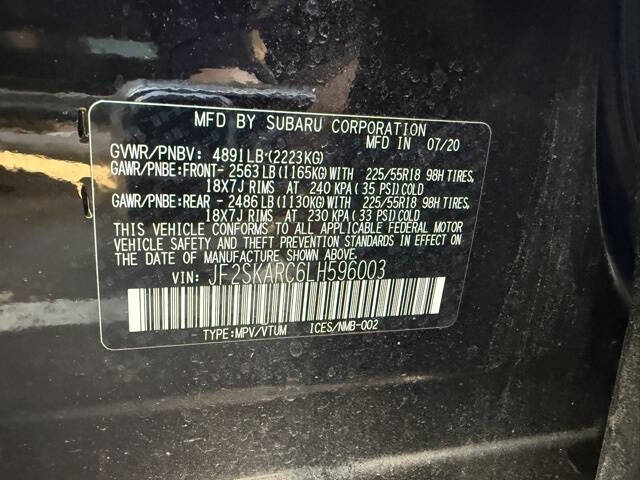 MFD BY SUBARU CORPORATION
MFD IN 07/20
GVWR/PNBV: 4891LB (2223KG)
GAWR/PNBE:FRONT- 2563 LB (1165KG) WITH 225/55R18 98H TIRES,
18X7J RIMS AT 240 KPA (35 PSI) COLD
GAWR/PNBE:REAR - 2486 LB (1130KG) WITH 225/55R18 98H TIRES,
18X7J RIMS AT 230 KPA (33 PSI) COLD
THIS VEHICLE CONFORMS TO ALL APPLICABLE FEDERAL MOTOR
VEHICLE SAFETY AND THEFT PREVENTION STANDARDS IN EFFECT ON
THE DATE OF MANUFACTURE SHOWN ABOVE.
VIN: JF2SKARC6LH596003
TYPE:MPV/VTUM ICES/NMB-002